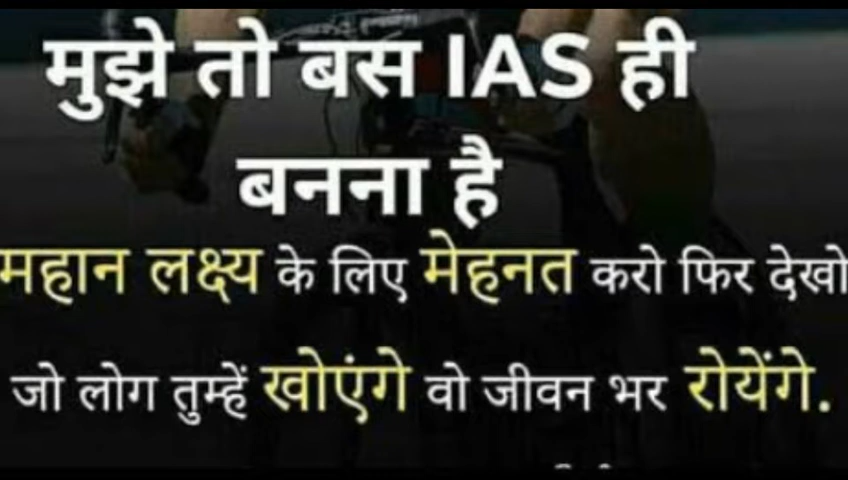 मुझे तो बस IAS ही
बनना है
महान लक्ष्य के लिए मेहनत करो फिर देखो
जो लोग तुम्हें खोएंगे वो जीवन भर रोयेंगे.